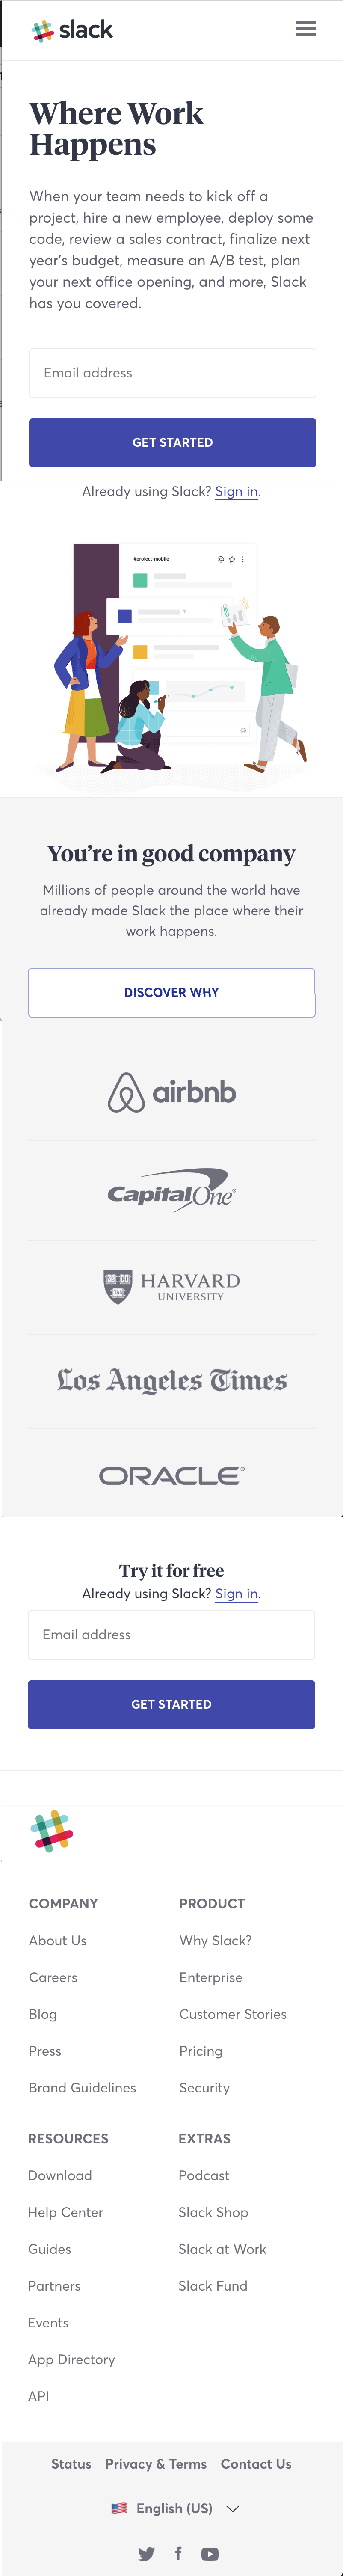 slack
Where Work
Happens
When your team needs to kick off a
project, hire a new employee, deploy some
code, review a sales contract, finalize next
year's budget, measure an A/B test, plan
your next office opening, and more, Slack
has you covered.
Email address
GET STARTED
Already using Slack? Sign in.
#project-mobile
You're in good company
Millions of people around the world have
already made Slack the place where their
work happens.
DISCOVER WHY
airbnb
CapitalOne®
HARVARD
UNIVERSITY
Los Angeles Times
ORACLE®
Try it for free
Already using Slack? Sign in.
Email address
GET STARTED
COMPANY
About Us
Careers
Blog
Press
Brand Guidelines
PRODUCT
Why Slack?
Enterprise
Customer Stories
Pricing
Security
RESOURCES
Download
Help Center
Guides
Partners
Events
App Directory
API
EXTRAS
Podcast
Slack Shop
Slack at Work
Slack Fund
Status Privacy & Terms Contact Us
English (US)